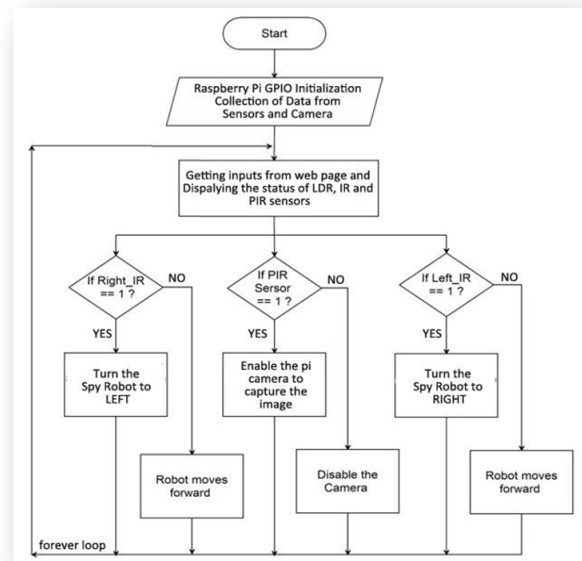 Start
Raspberry Pi GPIO Initialization
Collection of Data from
Sensors and Camera
Getting inputs from web page and
Dispalying the status of LDR, IR and
PIR sensors
If Right_IR
== 1 ?
NO
YES
If PIR
Sersor
== 1 ?
NO
YES
If Left_IR
== 1 ?
NO
YES
Turn the
Spy Robot to
LEFT
Enable the pi
camera to
capture the
image
Turn the
Spy Robot to
RIGHT
Robot moves
forward
Disable the
Camera
Robot moves
forward
forever loop